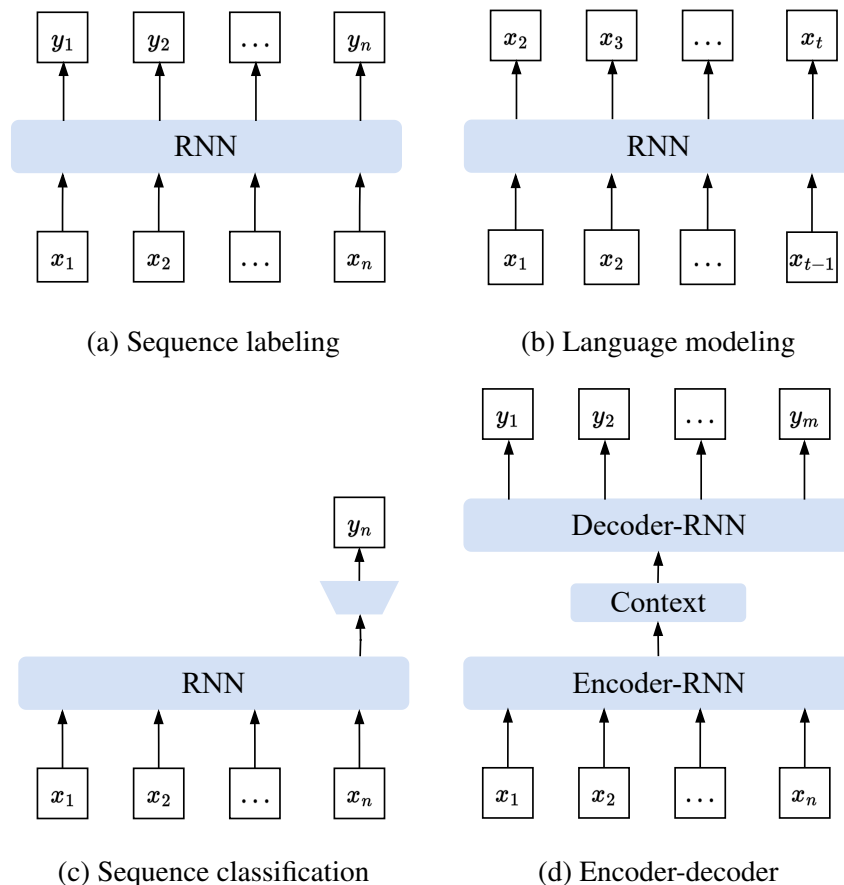 y₁ y₂ ... yₙ
RNN
x₁ x₂ ... xₙ
(a) Sequence labeling
x₂ x₃ ... xₜ
RNN
x₁ x₂ ... xₜ₋₁
(b) Language modeling
yₙ
RNN
x₁ x₂ ... xₙ
(c) Sequence classification
y₁ y₂ ... yₘ
Decoder-RNN
Context
Encoder-RNN
x₁ x₂ ... xₙ
(d) Encoder-decoder